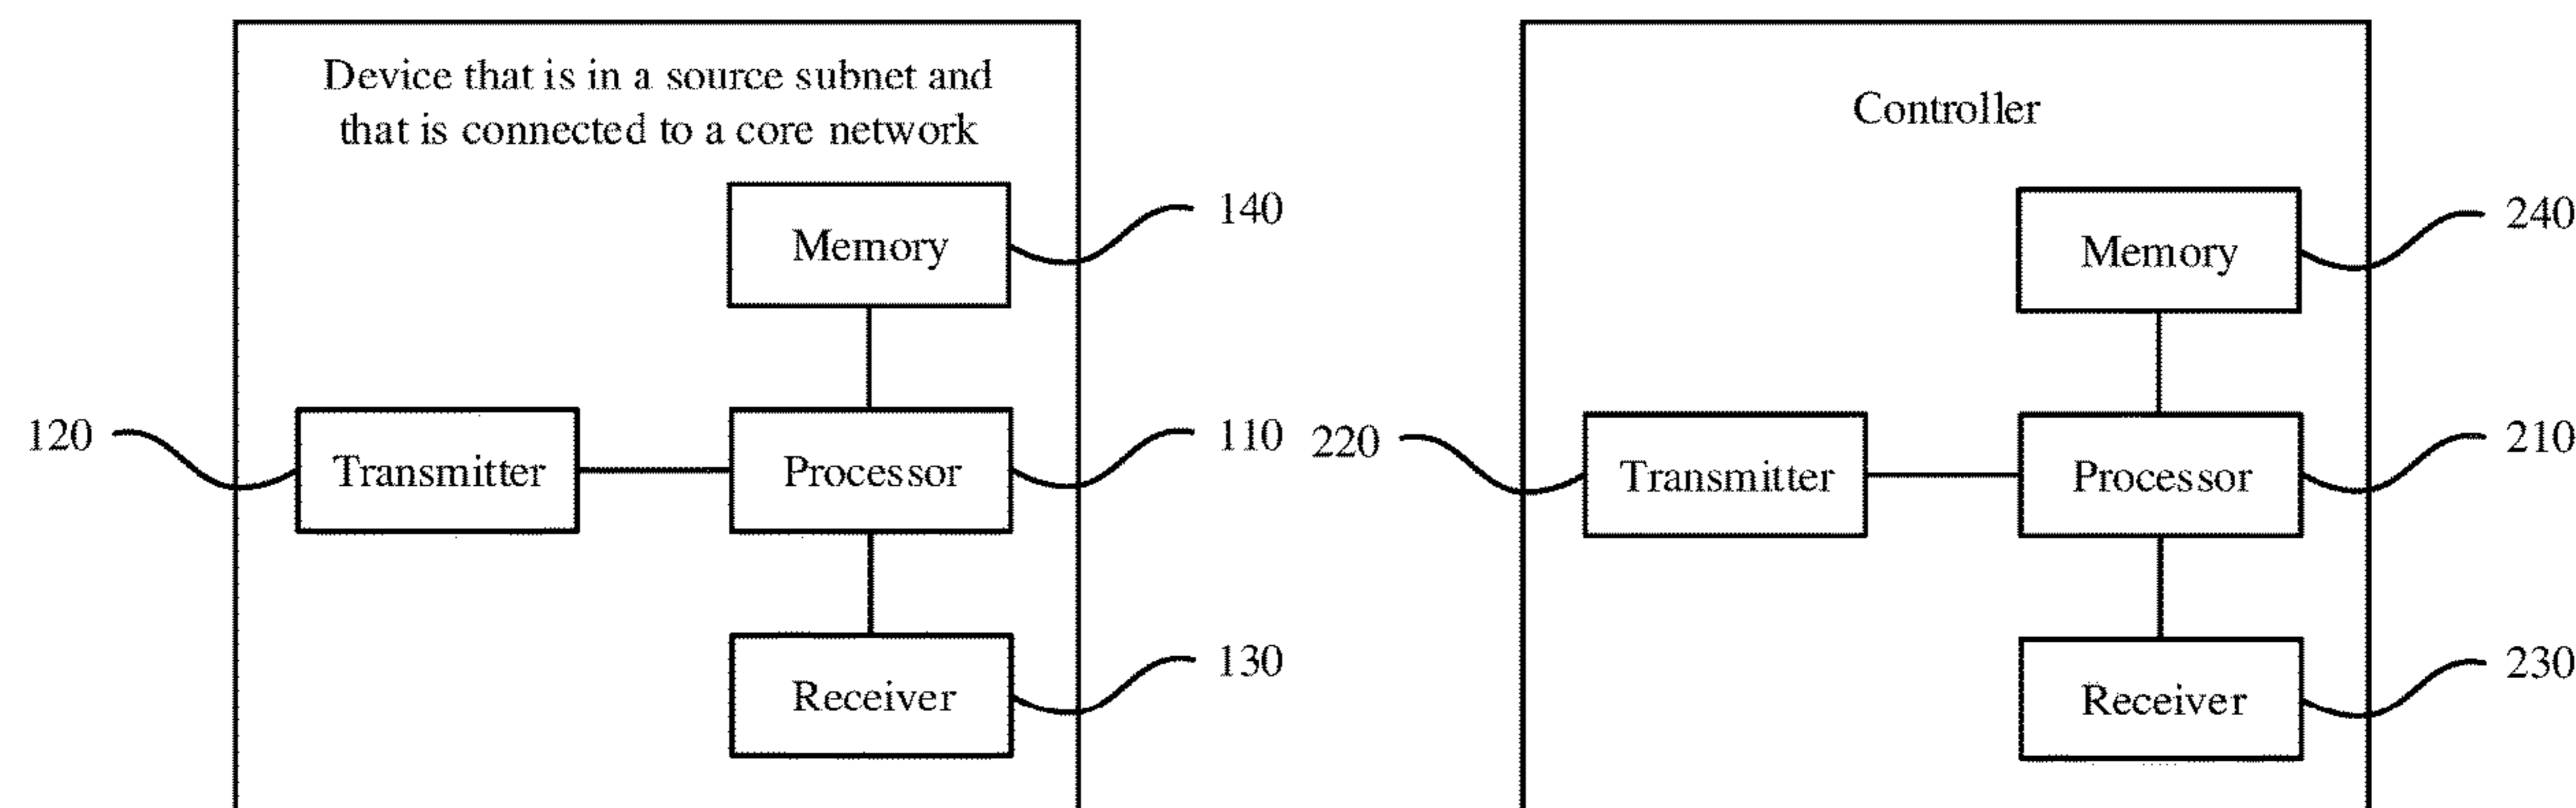 Device that is in a source subnet and
that is connected to a core network
Memory
140
120
Transmitter
Processor
110
Receiver
130
Controller
Memory
240
220
Transmitter
Processor
210
Receiver
230